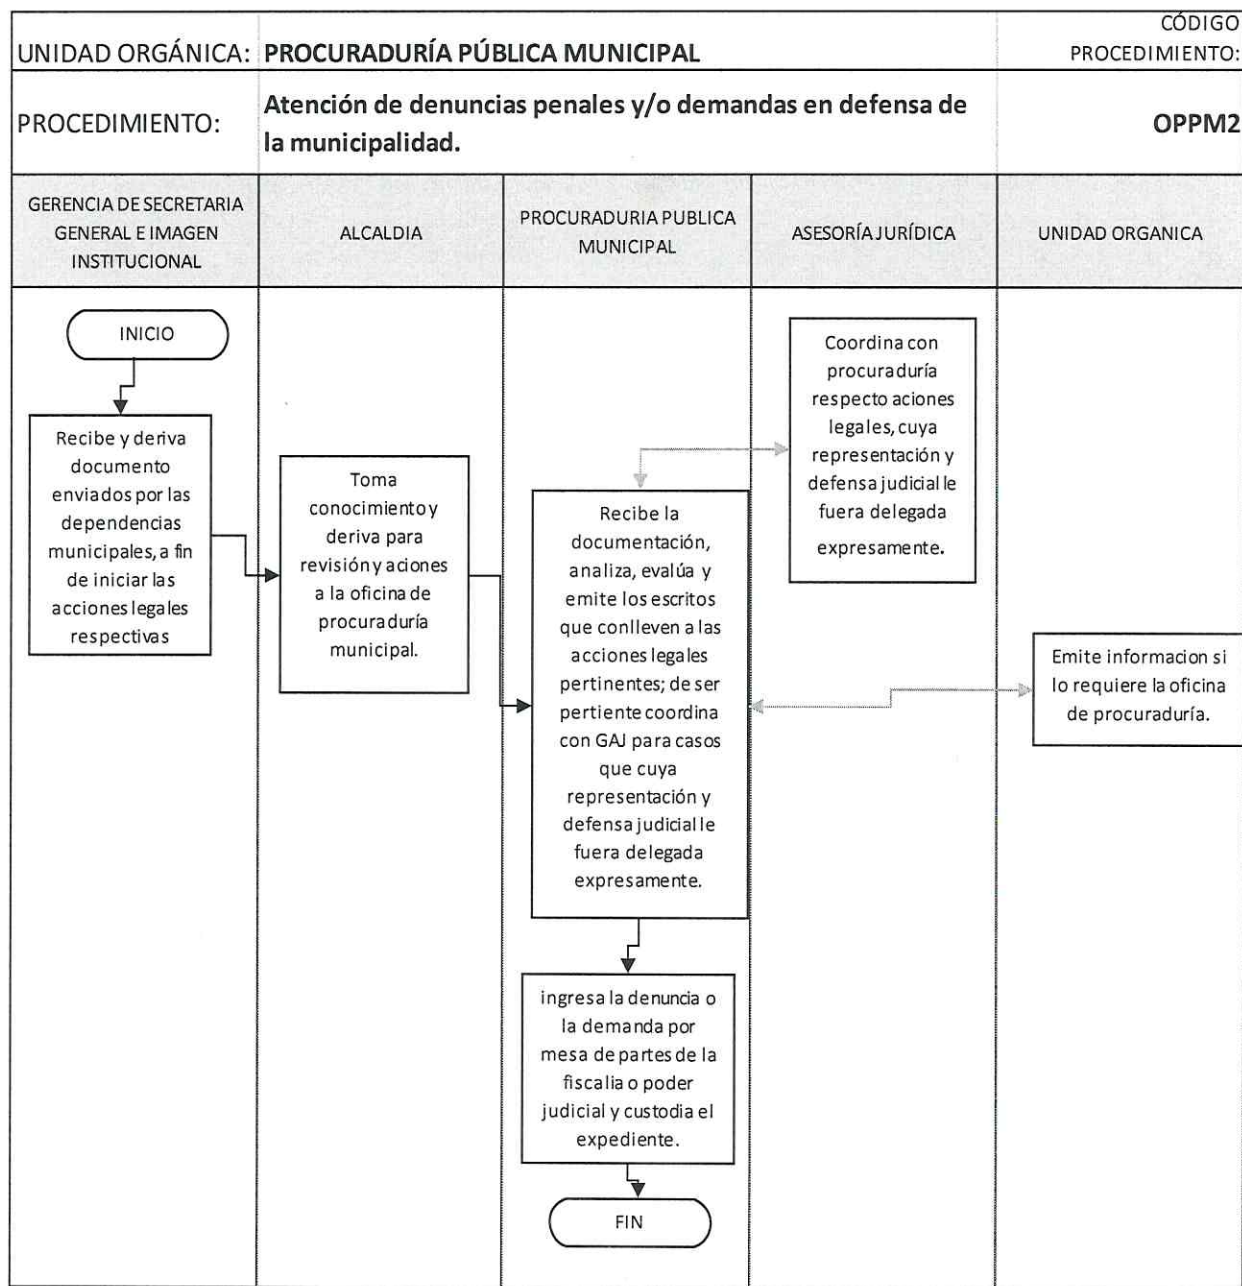 UNIDAD ORGÁNICA: PROCURADURÍA PÚBLICA MUNICIPAL
CÓDIGO
PROCEDIMIENTO:
PROCEDIMIENTO:
Atención de denuncias penales y/o demandas en defensa de
la municipalidad.
OPPM2
GERENCIA DE SECRETARIA
GENERAL E IMAGEN
INSTITUCIONAL
ALCALDIA
PROCURADURIA PUBLICA
MUNICIPAL
ASESORÍA JURÍDICA
UNIDAD ORGANICA
INICIO
Recibe y deriva
documento
enviados por las
dependencias
municipales, a fin
de iniciar las
acciones legales
respectivas
Toma
conocimiento y
deriva para
revisión y aciones
a la oficina de
procuraduría
municipal.
Recibe la
documentación,
analiza, evalúa y
emite los escritos
que conlleven a las
acciones legales
pertinentes; de ser
pertiente coordina
con GAJ para casos
que cuya
representación y
defensa judicial le
fuera delegada
expresamente.
Coordina con
procuraduría
respecto aciones
legales, cuya
representación y
defensa judicial le
fuera delegada
expresamente.
Emite informacion si
lo requiere la oficina
de procuraduría.
ingresa la denuncia o
la demanda por
mesa de partes de la
fiscalia o poder
judicial y custodia el
expediente.
FIN